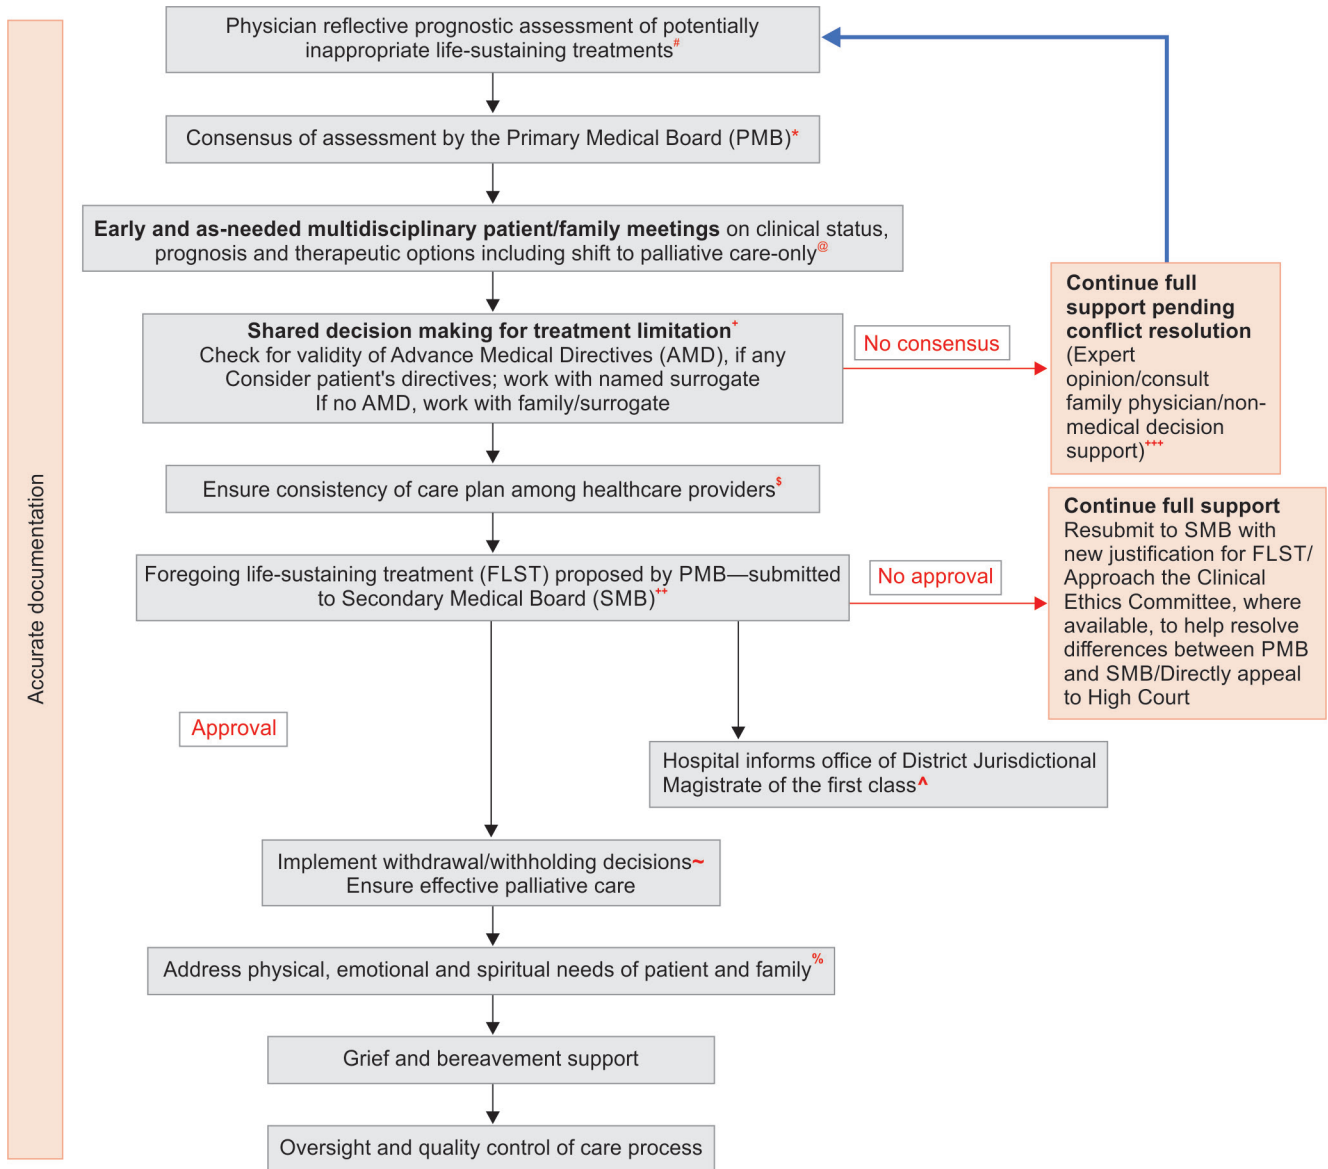 Accurate documentation
Physician reflective prognostic assessment of potentially
inappropriate life-sustaining treatments#
Consensus of assessment by the Primary Medical Board (PMB)*
Early and as-needed multidisciplinary patient/family meetings on clinical status,
prognosis and therapeutic options including shift to palliative care-only@
Shared decision making for treatment limitation+
Check for validity of Advance Medical Directives (AMD), if any
Consider patient's directives; work with named surrogate
If no AMD, work with family/surrogate
No consensus
Continue full
support pending
conflict resolution
(Expert
opinion/consult
family physician/non-
medical decision
support)+++
Ensure consistency of care plan among healthcare providers$
Foregoing life-sustaining treatment (FLST) proposed by PMB—submitted
to Secondary Medical Board (SMB)++
No approval
Continue full support
Resubmit to SMB with
new justification for FLST/
Approach the Clinical
Ethics Committee, where
available, to help resolve
differences between PMB
and SMB/Directly appeal
to High Court
Approval
Hospital informs office of District Jurisdictional
Magistrate of the first class^
Implement withdrawal/withholding decisions~
Ensure effective palliative care
Address physical, emotional and spiritual needs of patient and family%
Grief and bereavement support
Oversight and quality control of care process